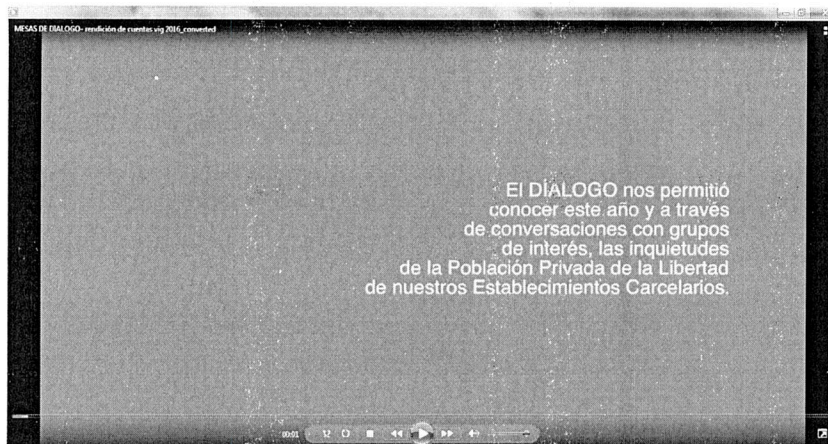 MESAS DE DIALOGO- rendición de cuentas vig 2016_converted
El DIALOGO nos permitió
conocer este año y a través
de conversaciones con grupos
de interés, las inquietudes
de la Población Privada de la Libertad
de nuestros Establecimientos Carcelarios.
00:01